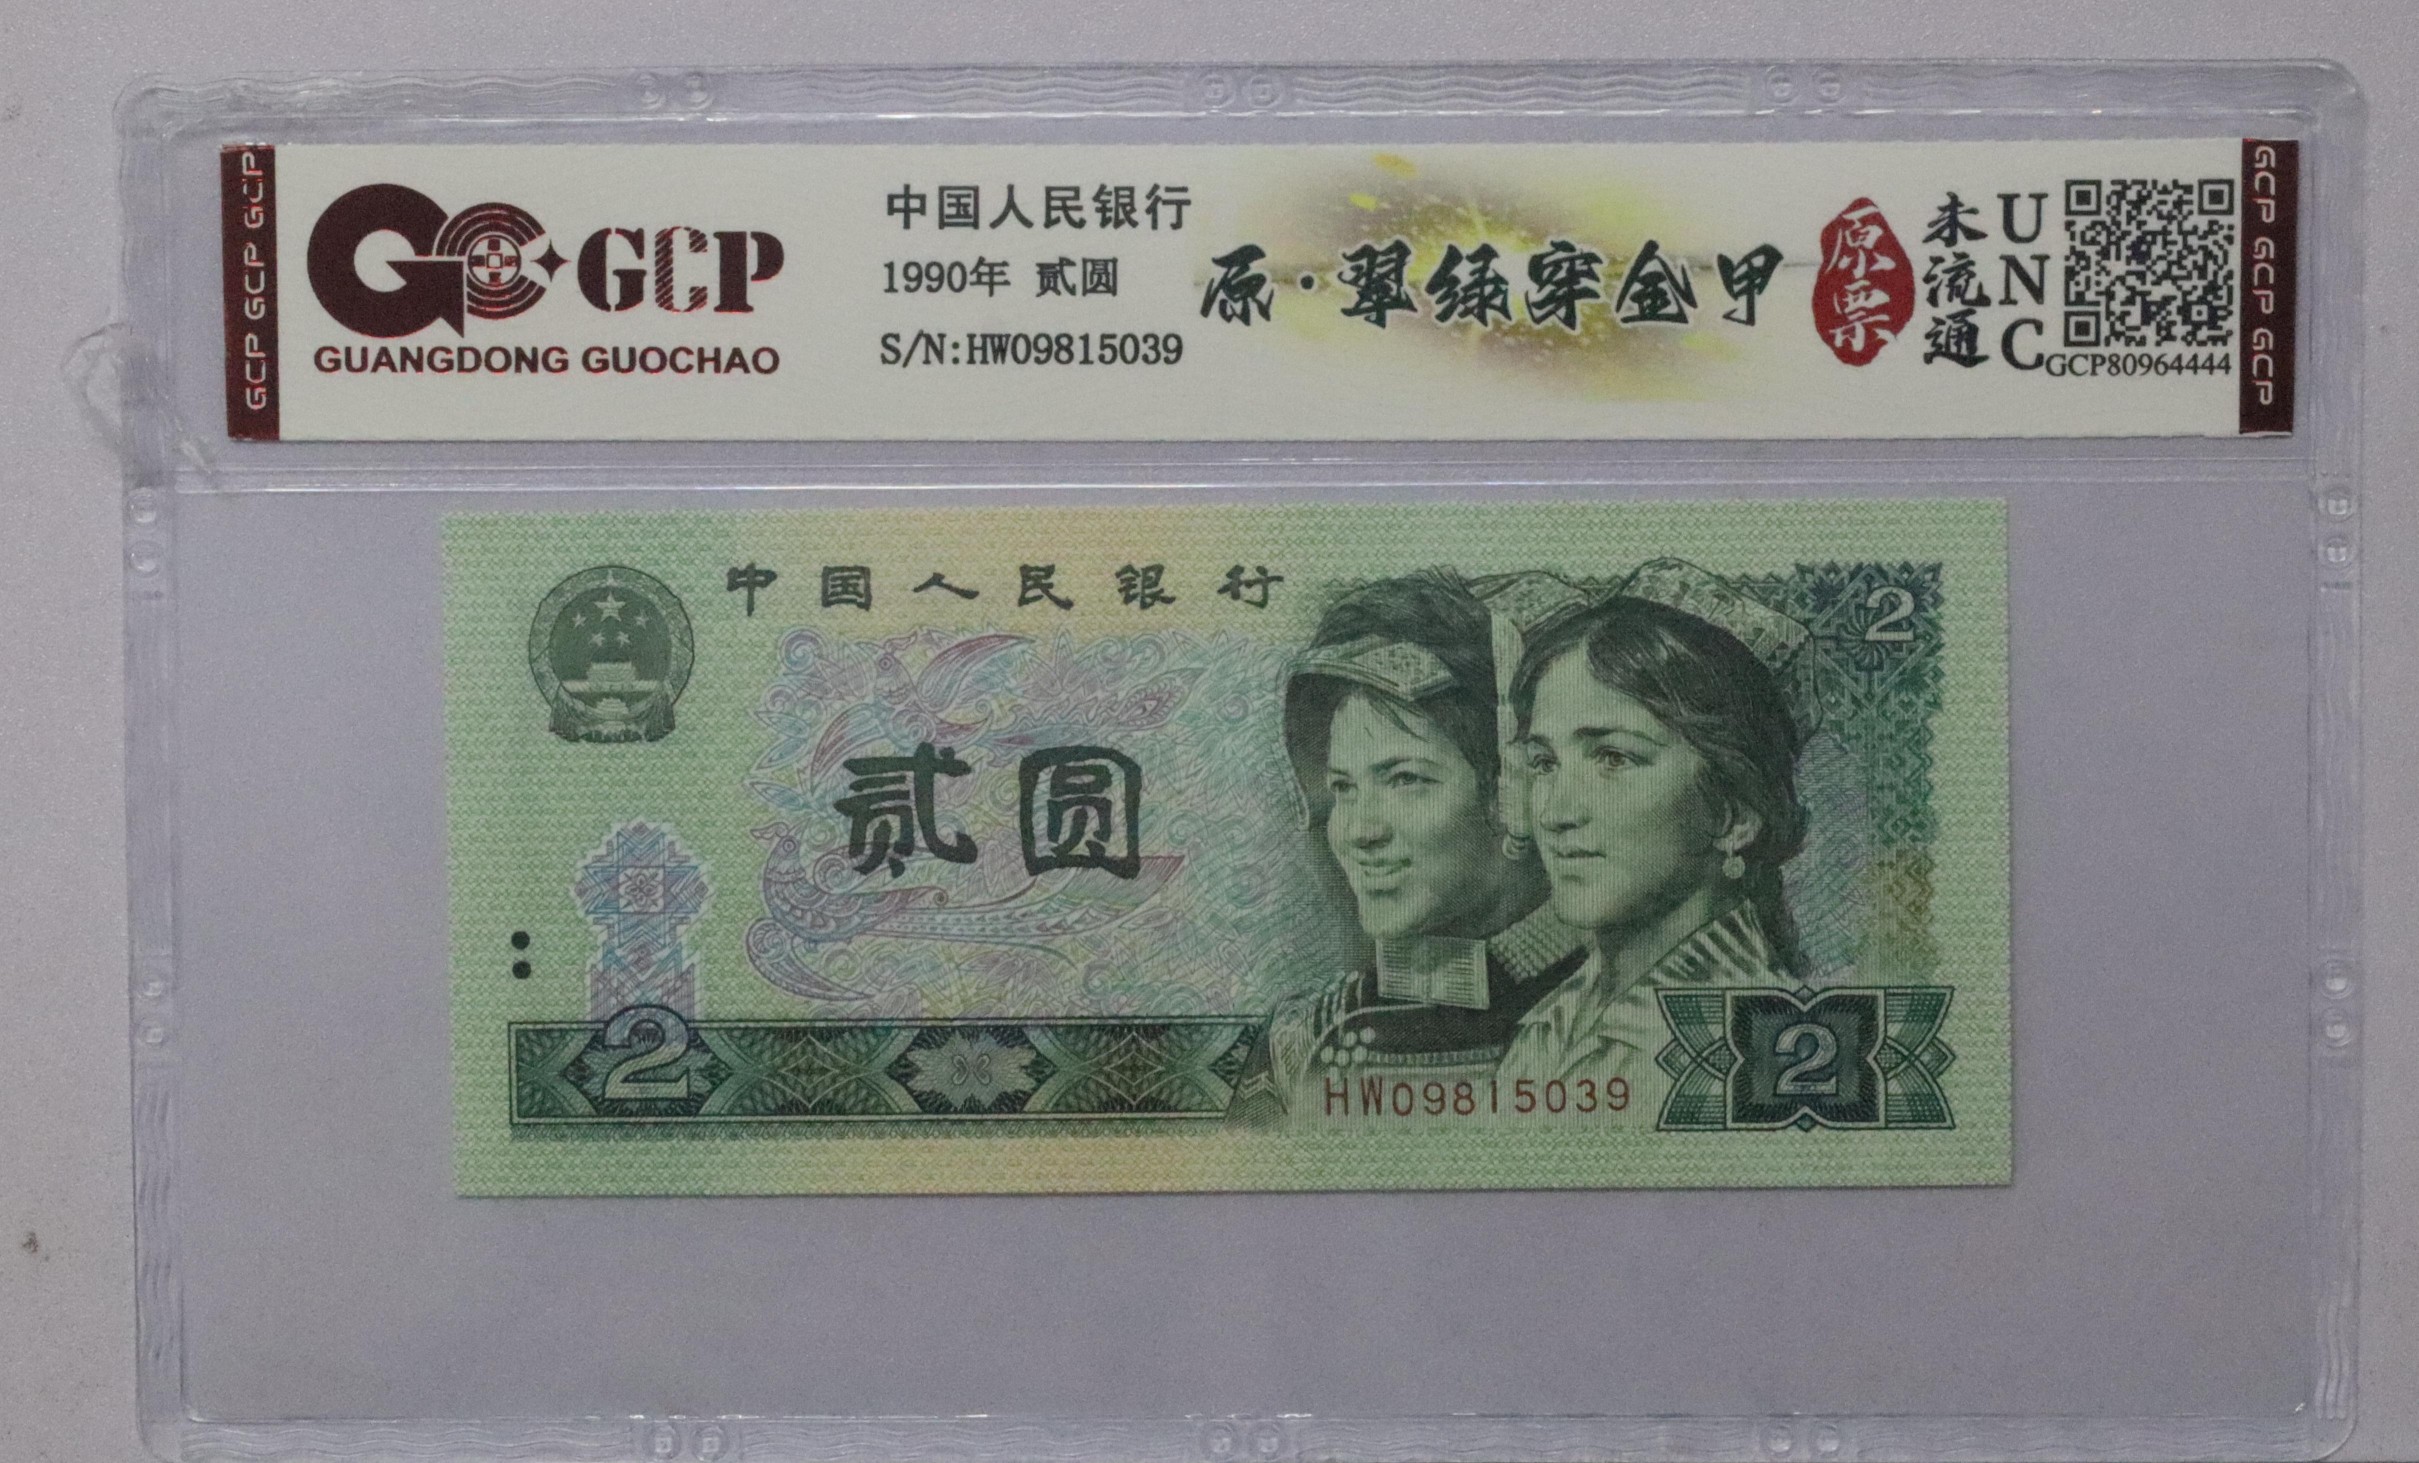 GCP GCP GCP
GCP
GUANGDONG GUOCHAO
中国人民银行
1990年 贰圆
S/N:HW09815039
原·翠绿穿金甲
原票
未流通
UNC
GCP80964444
GCP GCP GCP
中国人民银行
2
贰圆
2
HW09815039
2